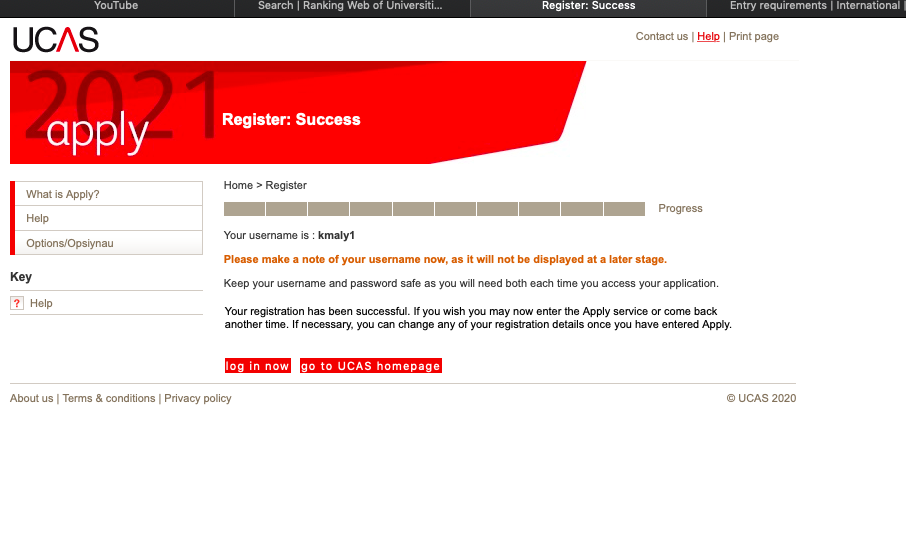 YouTube
Search | Ranking Web of Universiti...
Register: Success
Entry requirements | International |
UCAS
Contact us | Help | Print page
2021
apply
Register: Success
What is Apply?
Help
Options/Opsiynau
Key
? Help
Home > Register
Progress
Your username is : kmaly1
Please make a note of your username now, as it will not be displayed at a later stage.
Keep your username and password safe as you will need both each time you access your application.
Your registration has been successful. If you wish you may now enter the Apply service or come back
another time. If necessary, you can change any of your registration details once you have entered Apply.
log in now
go to UCAS homepage
About us | Terms & conditions | Privacy policy
© UCAS 2020